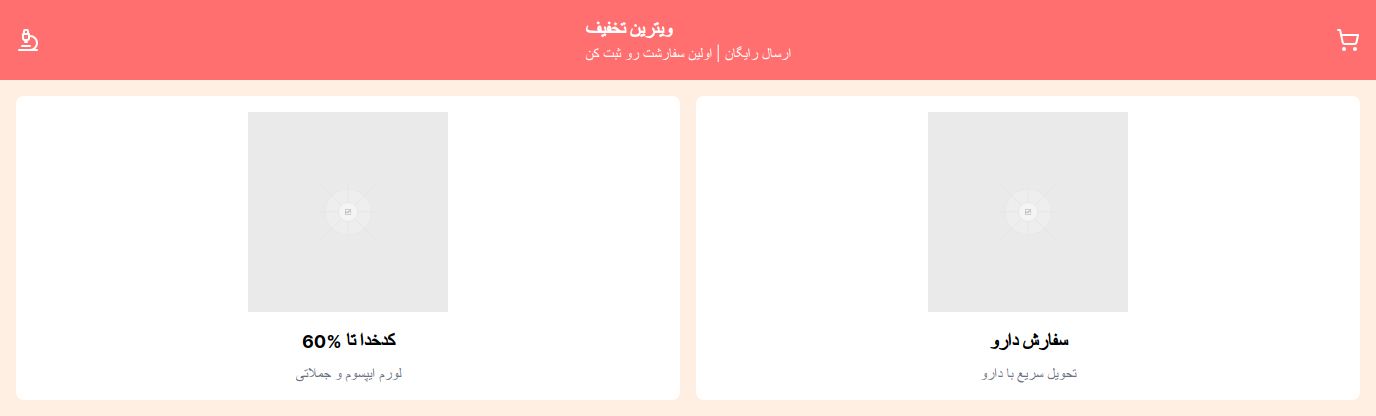 ویترین تخفیف
ارسال رایگان | اولین سفارشت رو ثبت کن
سفارش دارو
تحویل سریع با دارو
کدخدا تا 60%
لورم ایپسوم و جملاتی